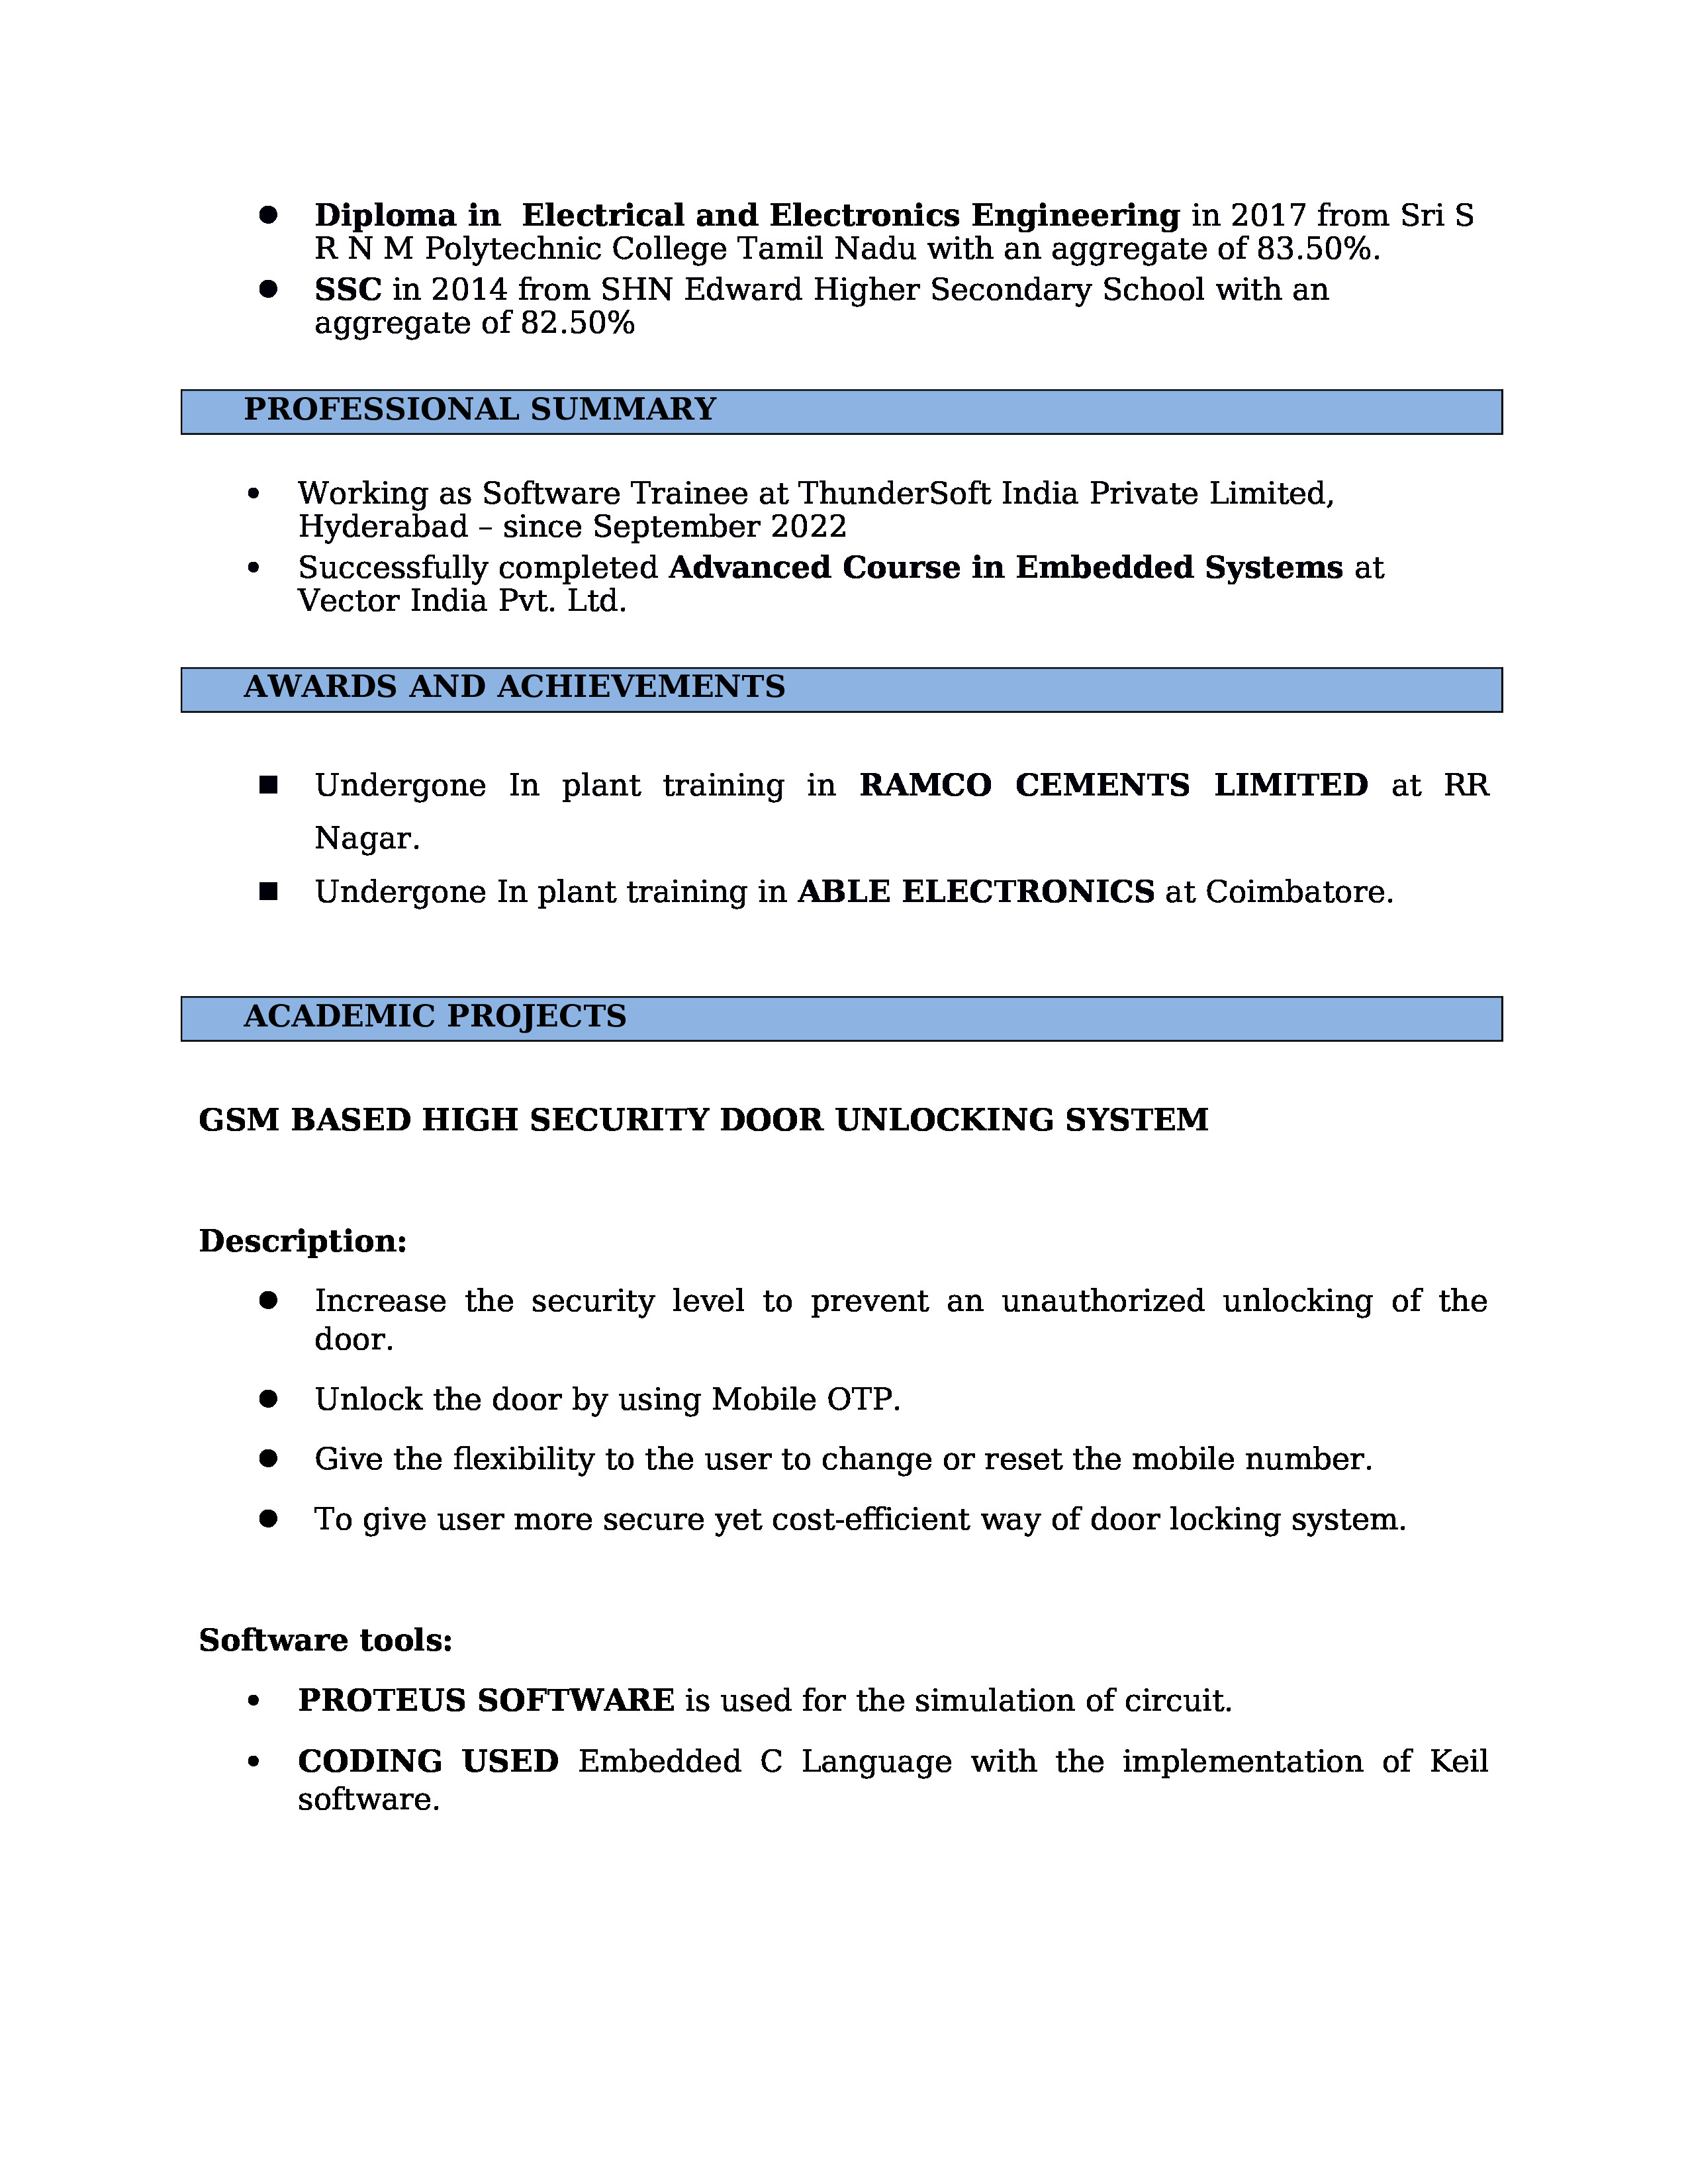 ● Diploma in  Electrical and Electronics Engineering in 2017 from Sri S
R N M Polytechnic College Tamil Nadu with an aggregate of 83.50%.
● SSC in 2014 from SHN Edward Higher Secondary School with an
aggregate of 82.50%
PROFESSIONAL SUMMARY
• Working as Software Trainee at ThunderSoft India Private Limited,
Hyderabad – since September 2022
• Successfully completed Advanced Course in Embedded Systems at
Vector India Pvt. Ltd.
AWARDS AND ACHIEVEMENTS
■ Undergone In plant training in RAMCO CEMENTS LIMITED at RR
Nagar.
■ Undergone In plant training in ABLE ELECTRONICS at Coimbatore.
ACADEMIC PROJECTS
GSM BASED HIGH SECURITY DOOR UNLOCKING SYSTEM
Description:
● Increase the security level to prevent an unauthorized unlocking of the
door.
● Unlock the door by using Mobile OTP.
● Give the flexibility to the user to change or reset the mobile number.
● To give user more secure yet cost-efficient way of door locking system.
Software tools:
• PROTEUS SOFTWARE is used for the simulation of circuit.
• CODING USED Embedded C Language with the implementation of Keil
software.